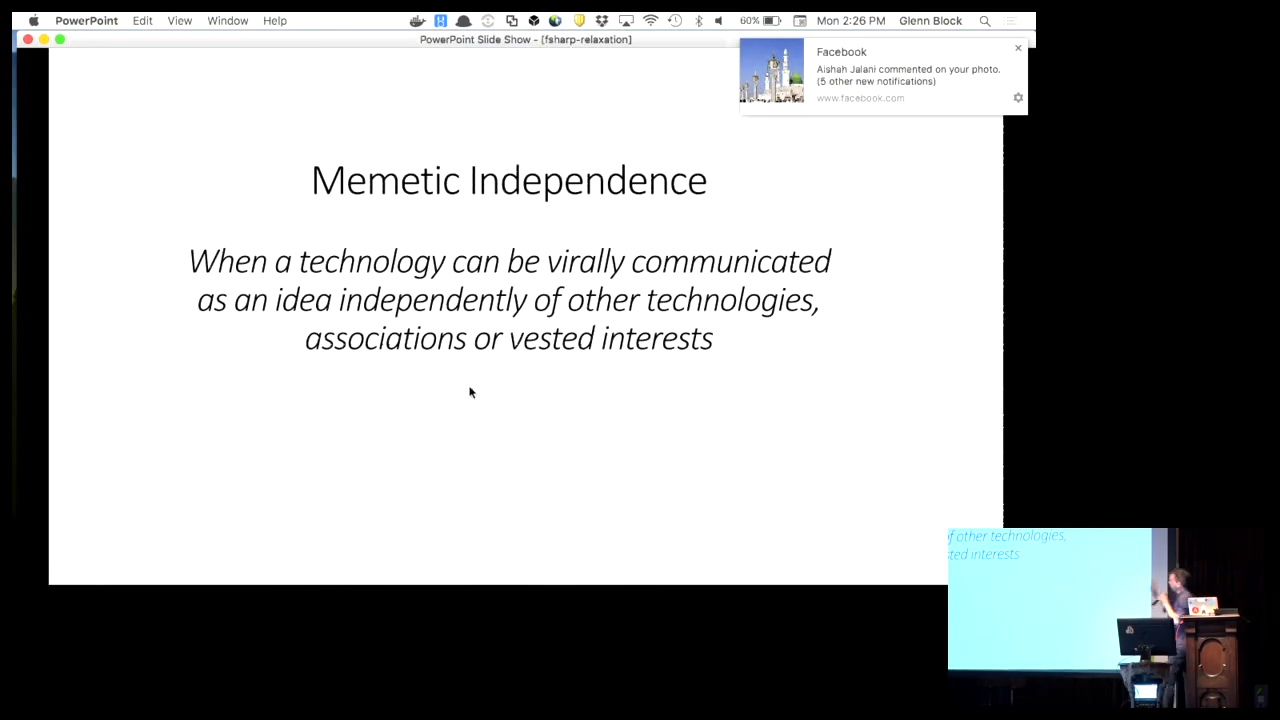 PowerPoint Edit View Window Help 60% Mon 2:26 PM Glenn Block
PowerPoint Slide Show - [fsharp-relaxation]
Facebook
Aishah Jalani commented on your photo.
(5 other new notifications)
www.facebook.com
Memetic Independence
When a technology can be virally communicated
as an idea independently of other technologies,
associations or vested interests
of other technologies,
sted interests